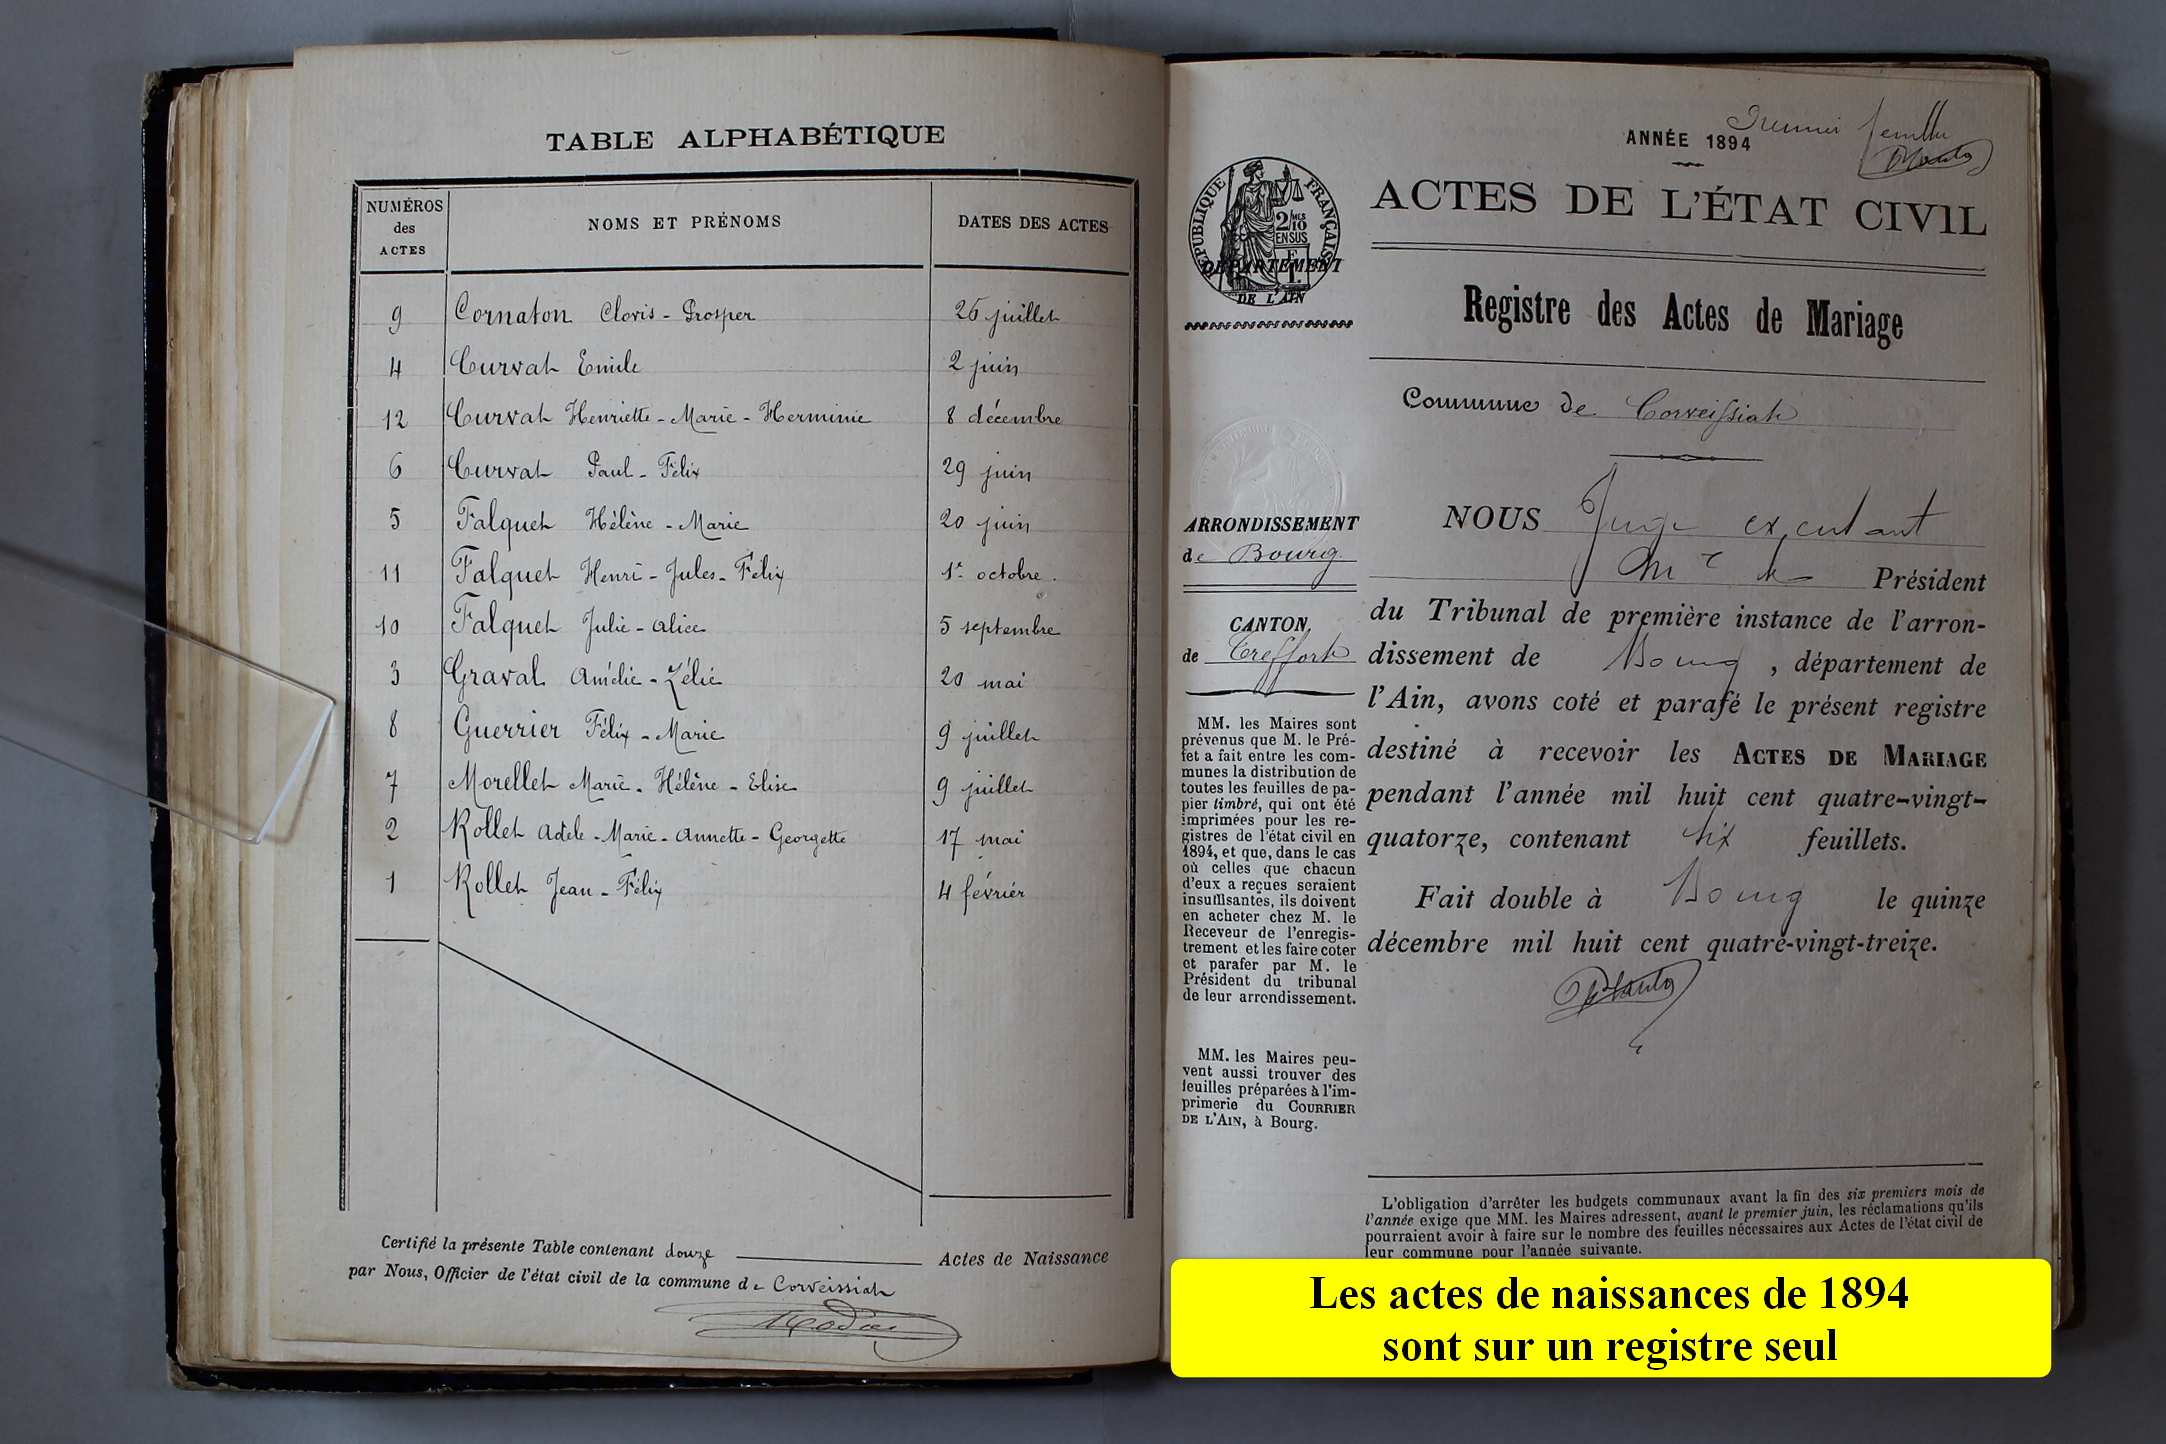 TABLE ALPHABÉTIQUE
NUMÉROS des ACTES NOMS ET PRÉNOMS DATES DES ACTES
9 Cornaton Clovis - Prosper 26 juillet
4 Curvat Emile 2 juin
12 Curvat Henriette - Marie - Herminie 8 décembre
6 Curvat Paul - Félix 29 juin
5 Falquet Hélène - Marie 20 juin
11 Falquet Henri - Jules - Félix 1er octobre.
10 Falquet Julie - Alice 5 septembre
3 Graval Amélie - Zélie 20 mai
8 Guerrier Félix - Marie 9 juillet
7 Morellet Marie - Hélène - Elise 9 juillet
2 Rollet Adèle - Marie - Annette - Georgette 17 mai
1 Rollet Jean - Félix 4 février
Certifié la présente Table contenant douze Actes de Naissance
par Nous, Officier de l'état civil de la commune de Corveissiat
Premier feuillet
ANNÉE 1894
RÉPUBLIQUE FRANÇAISE
2/10 MES
EN SUS
DÉPARTEMENT
DE L'AIN
ACTES DE L'ÉTAT CIVIL
Registre des Actes de Mariage
Commune de Corveissiat
ARRONDISSEMENT
de Bourg
CANTON
de Treffort
MM. les Maires sont
prévenus que M. le Pré-
fet a fait entre les com-
munes la distribution de
toutes les feuilles de pa-
pier timbré, qui ont été
imprimées pour les re-
gistres de l'état civil en
1894, et que, dans le cas
où celles que chacun
d'eux a reçues seraient
insuffisantes, ils doivent
en acheter chez M. le
Receveur de l'enregis-
trement et les faire coter
et parafer par M. le
Président du tribunal
de leur arrondissement.
MM. les Maires peu-
vent aussi trouver des
feuilles préparées à l'im-
primerie du COURRIER
DE L'AIN, à Bourg.
NOUS Juge
Président
du Tribunal de première instance de l'arron-
dissement de Bourg, département de
l'Ain, avons coté et parafé le présent registre
destiné à recevoir les ACTES DE MARIAGE
pendant l'année mil huit cent quatre-vingt-
quatorze, contenant six feuillets.
Fait double à Bourg le quinze
décembre mil huit cent quatre-vingt-treize.
L'obligation d'arrêter les budgets communaux avant la fin des six premiers mois de
l'année exige que MM. les Maires adressent, avant le premier juin, les réclamations qu'ils
pourraient avoir à faire sur le nombre des feuilles nécessaires aux Actes de l'état civil de
leur commune pour l'année suivante.
Les actes de naissances de 1894
sont sur un registre seul